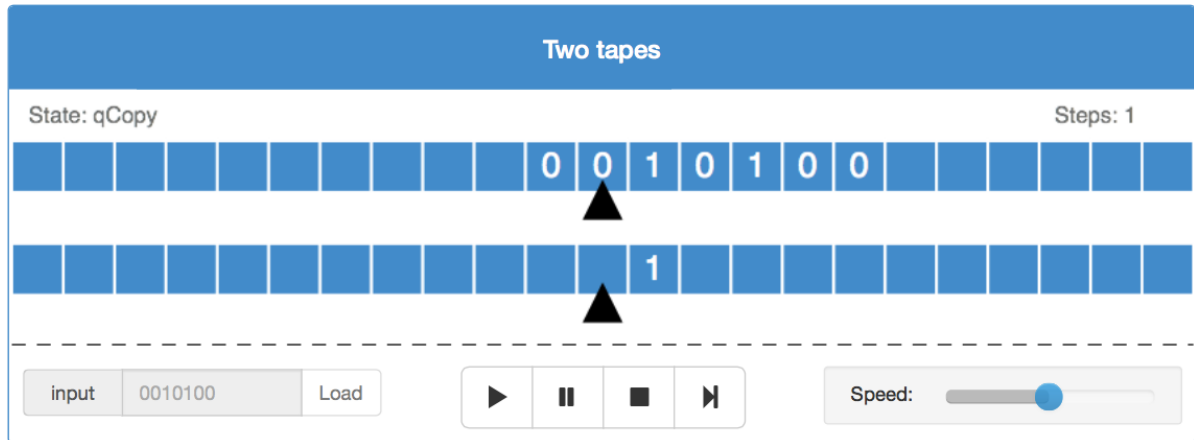 Two tapes
State: qCopy Steps: 1
0 0 1 0 1 0 0
1
input 0010100 Load Speed: